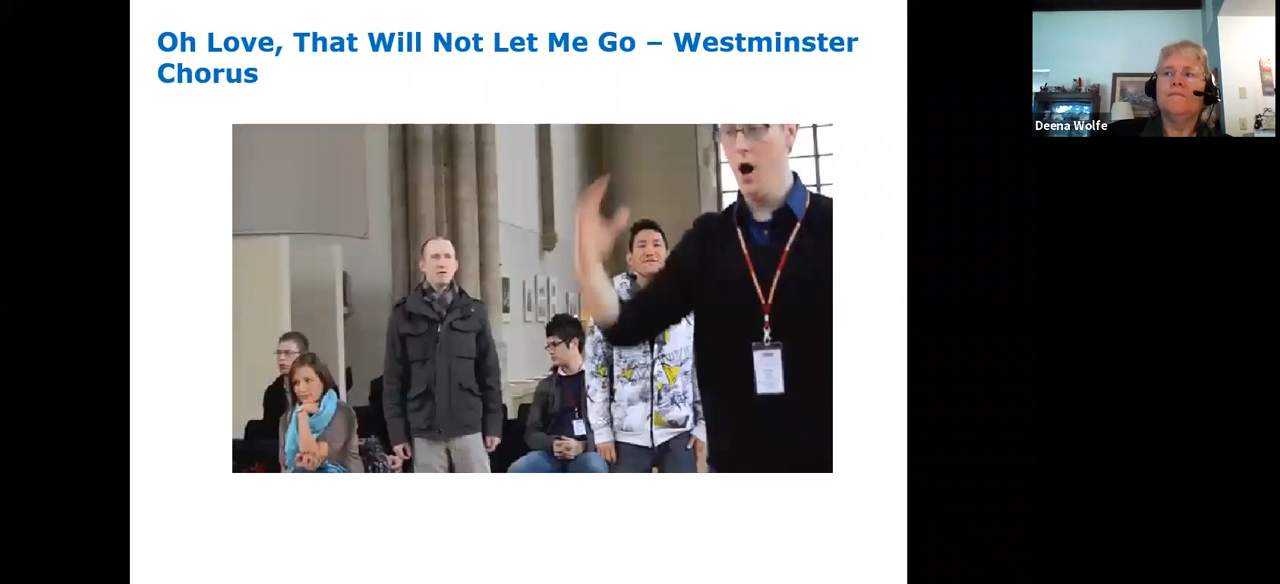 Oh Love, That Will Not Let Me Go – Westminster
Chorus
Deena Wolfe